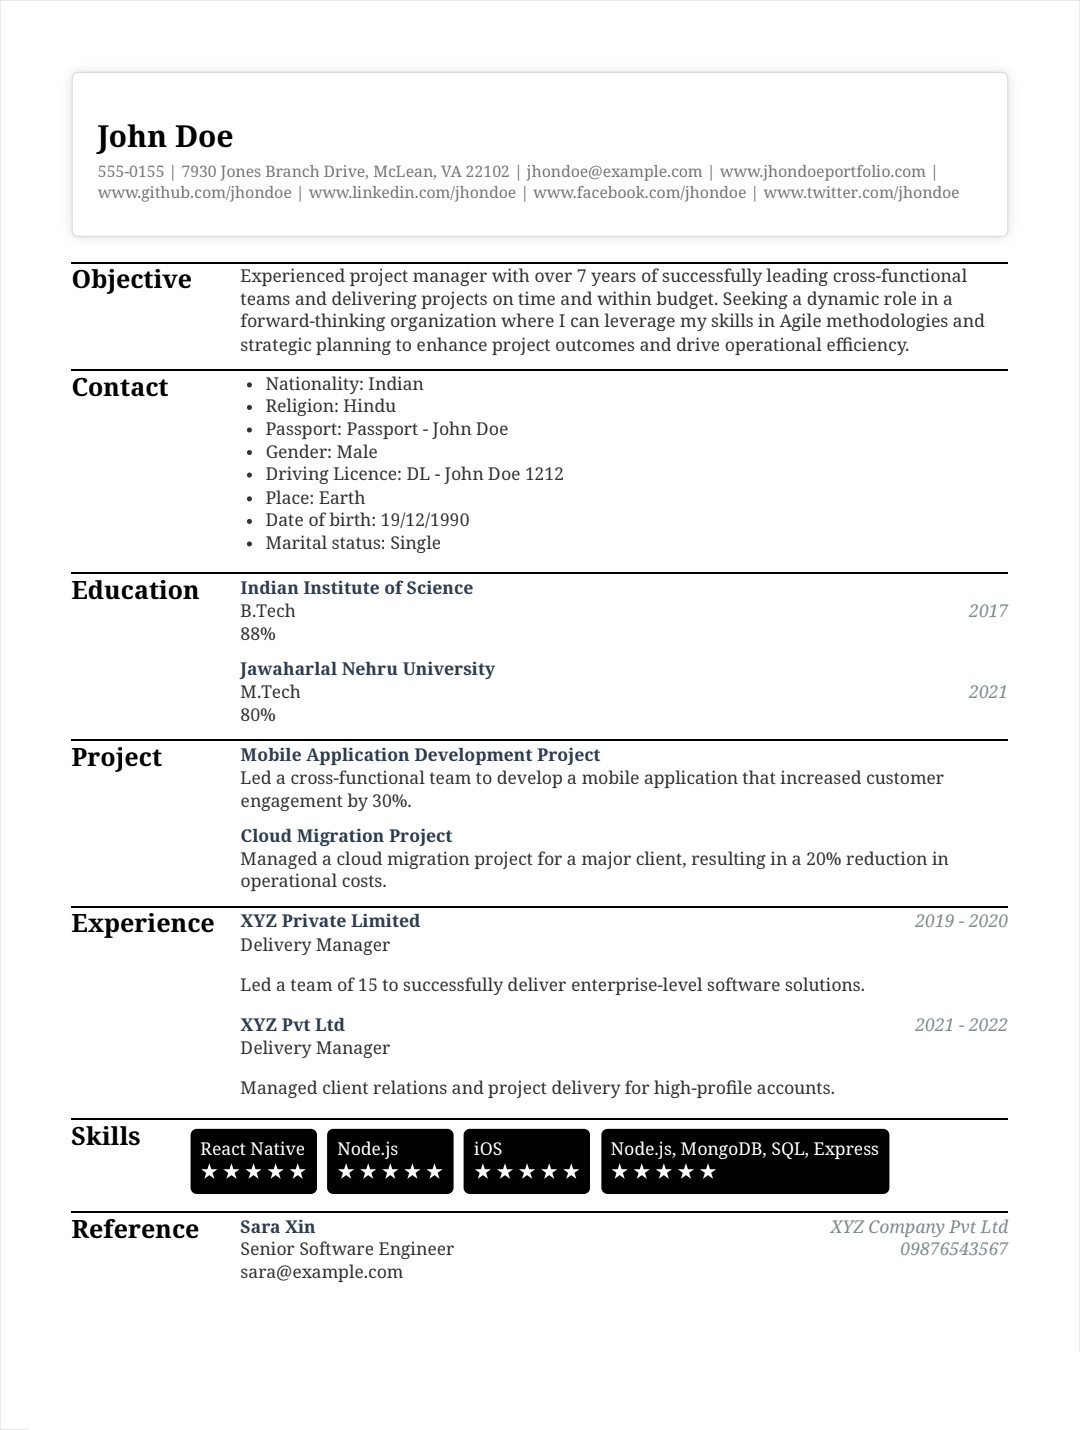 John Doe
555-0155 | 7930 Jones Branch Drive, McLean, VA 22102 | jhondoe@example.com | www.jhondoeportfolio.com |
www.github.com/jhondoe | www.linkedin.com/jhondoe | www.facebook.com/jhondoe | www.twitter.com/jhondoe
Objective
Experienced project manager with over 7 years of successfully leading cross-functional
teams and delivering projects on time and within budget. Seeking a dynamic role in a
forward-thinking organization where I can leverage my skills in Agile methodologies and
strategic planning to enhance project outcomes and drive operational efficiency.
Contact
• Nationality: Indian
• Religion: Hindu
• Passport: Passport - John Doe
• Gender: Male
• Driving Licence: DL - John Doe 1212
• Place: Earth
• Date of birth: 19/12/1990
• Marital status: Single
Education
Indian Institute of Science
B.Tech 2017
88%
Jawaharlal Nehru University
M.Tech 2021
80%
Project
Mobile Application Development Project
Led a cross-functional team to develop a mobile application that increased customer
engagement by 30%.
Cloud Migration Project
Managed a cloud migration project for a major client, resulting in a 20% reduction in
operational costs.
Experience
XYZ Private Limited 2019 - 2020
Delivery Manager
Led a team of 15 to successfully deliver enterprise-level software solutions.
XYZ Pvt Ltd 2021 - 2022
Delivery Manager
Managed client relations and project delivery for high-profile accounts.
Skills
React Native
★★★★★
Node.js
★★★★★
iOS
★★★★★
Node.js, MongoDB, SQL, Express
★★★★★
Reference
Sara Xin XYZ Company Pvt Ltd
Senior Software Engineer 09876543567
sara@example.com